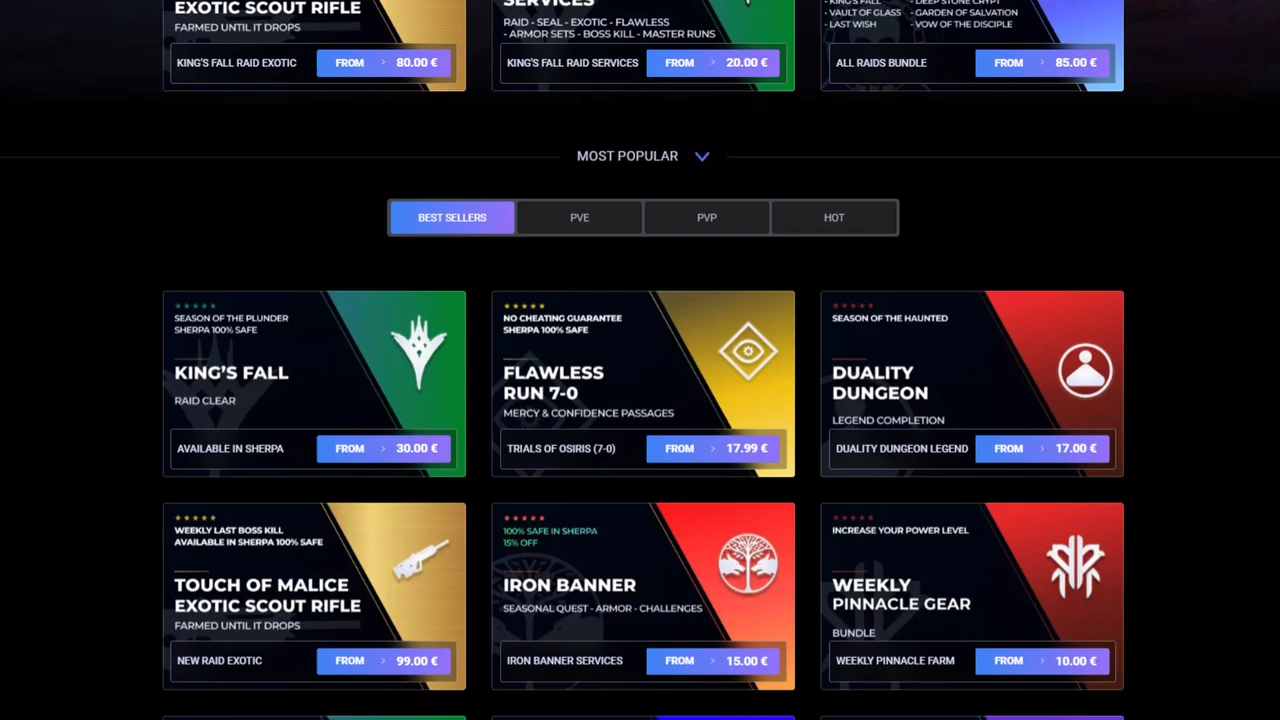 EXOTIC SCOUT RIFLE
FARMED UNTIL IT DROPS
KING'S FALL RAID EXOTIC
FROM > 80.00 €
SERVICES
RAID - SEAL - EXOTIC - FLAWLESS
- ARMOR SETS - BOSS KILL - MASTER RUNS
KING'S FALL RAID SERVICES
FROM > 20.00 €
- KING'S FALL - DEEP STONE CRYPT
- VAULT OF GLASS - GARDEN OF SALVATION
- LAST WISH - VOW OF THE DISCIPLE
ALL RAIDS BUNDLE
FROM > 85.00 €
MOST POPULAR
BEST SELLERS
PVE
PVP
HOT
SEASON OF THE PLUNDER
SHERPA 100% SAFE
KING'S FALL
RAID CLEAR
AVAILABLE IN SHERPA
FROM > 30.00 €
NO CHEATING GUARANTEE
SHERPA 100% SAFE
FLAWLESS
RUN 7-0
MERCY & CONFIDENCE PASSAGES
TRIALS OF OSIRIS (7-0)
FROM > 17.99 €
SEASON OF THE HAUNTED
DUALITY
DUNGEON
LEGEND COMPLETION
DUALITY DUNGEON LEGEND
FROM > 17.00 €
WEEKLY LAST BOSS KILL
AVAILABLE IN SHERPA 100% SAFE
TOUCH OF MALICE
EXOTIC SCOUT RIFLE
FARMED UNTIL IT DROPS
NEW RAID EXOTIC
FROM > 99.00 €
100% SAFE IN SHERPA
15% OFF
IRON BANNER
SEASONAL QUEST - ARMOR - CHALLENGES
IRON BANNER SERVICES
FROM > 15.00 €
INCREASE YOUR POWER LEVEL
WEEKLY
PINNACLE GEAR
BUNDLE
WEEKLY PINNACLE FARM
FROM > 10.00 €